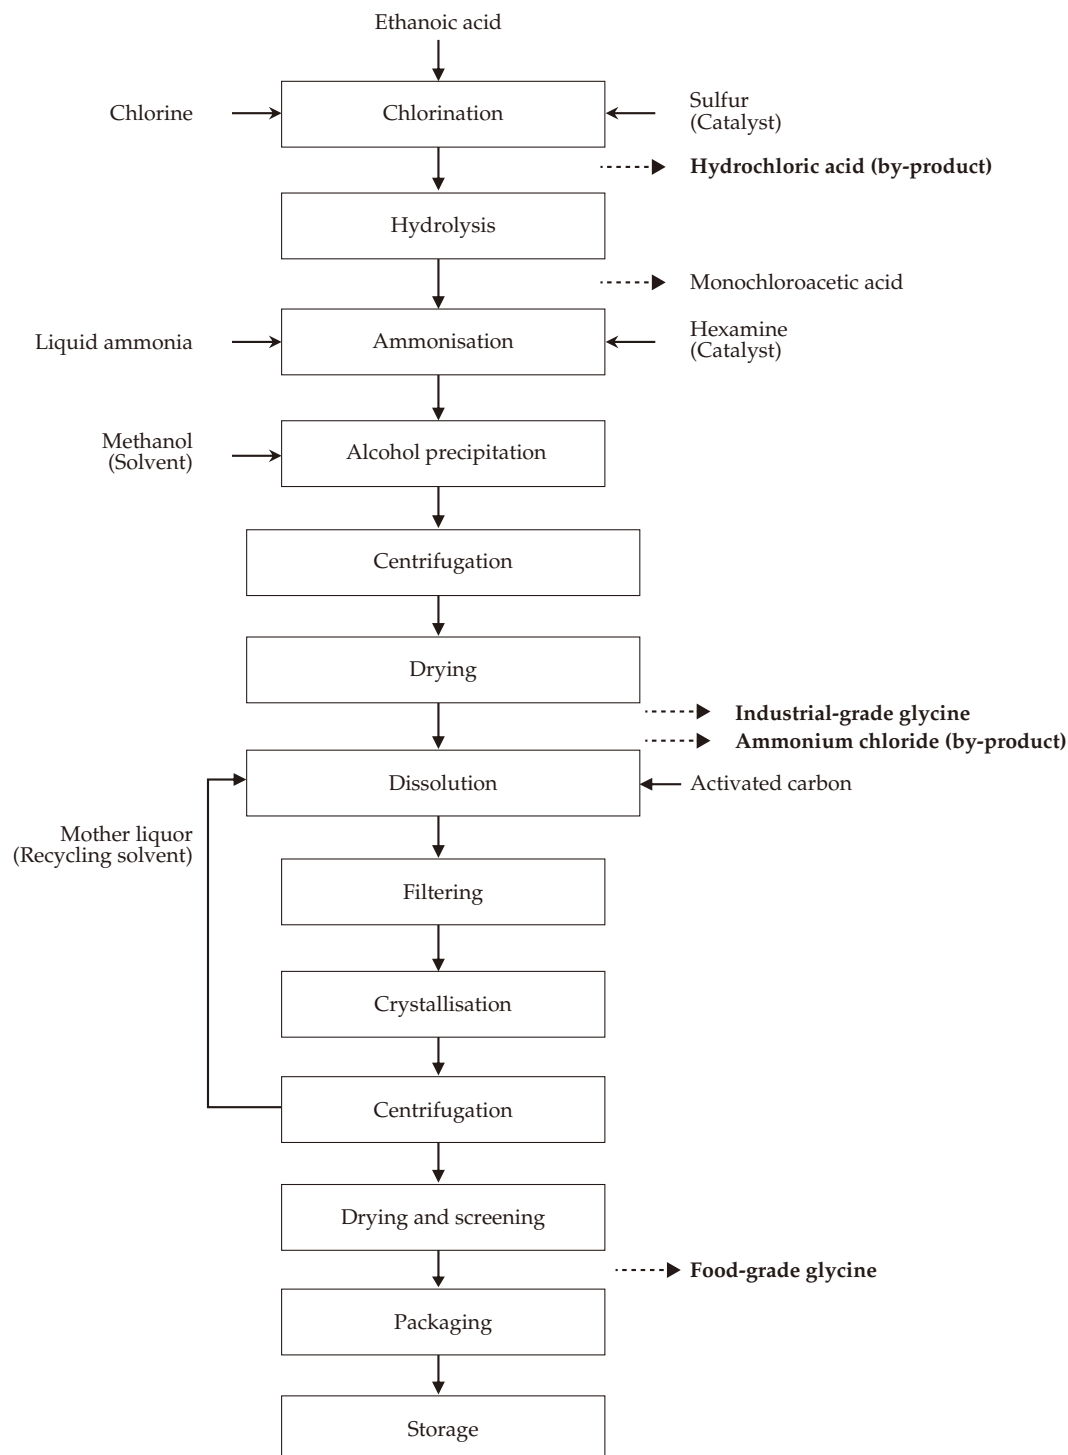 Ethanoic acid
Chlorine
Chlorination
Sulfur
(Catalyst)
Hydrochloric acid (by-product)
Hydrolysis
Monochloroacetic acid
Liquid ammonia
Ammonisation
Hexamine
(Catalyst)
Methanol
(Solvent)
Alcohol precipitation
Centrifugation
Drying
Industrial-grade glycine
Ammonium chloride (by-product)
Dissolution
Activated carbon
Mother liquor
(Recycling solvent)
Filtering
Crystallisation
Centrifugation
Drying and screening
Food-grade glycine
Packaging
Storage